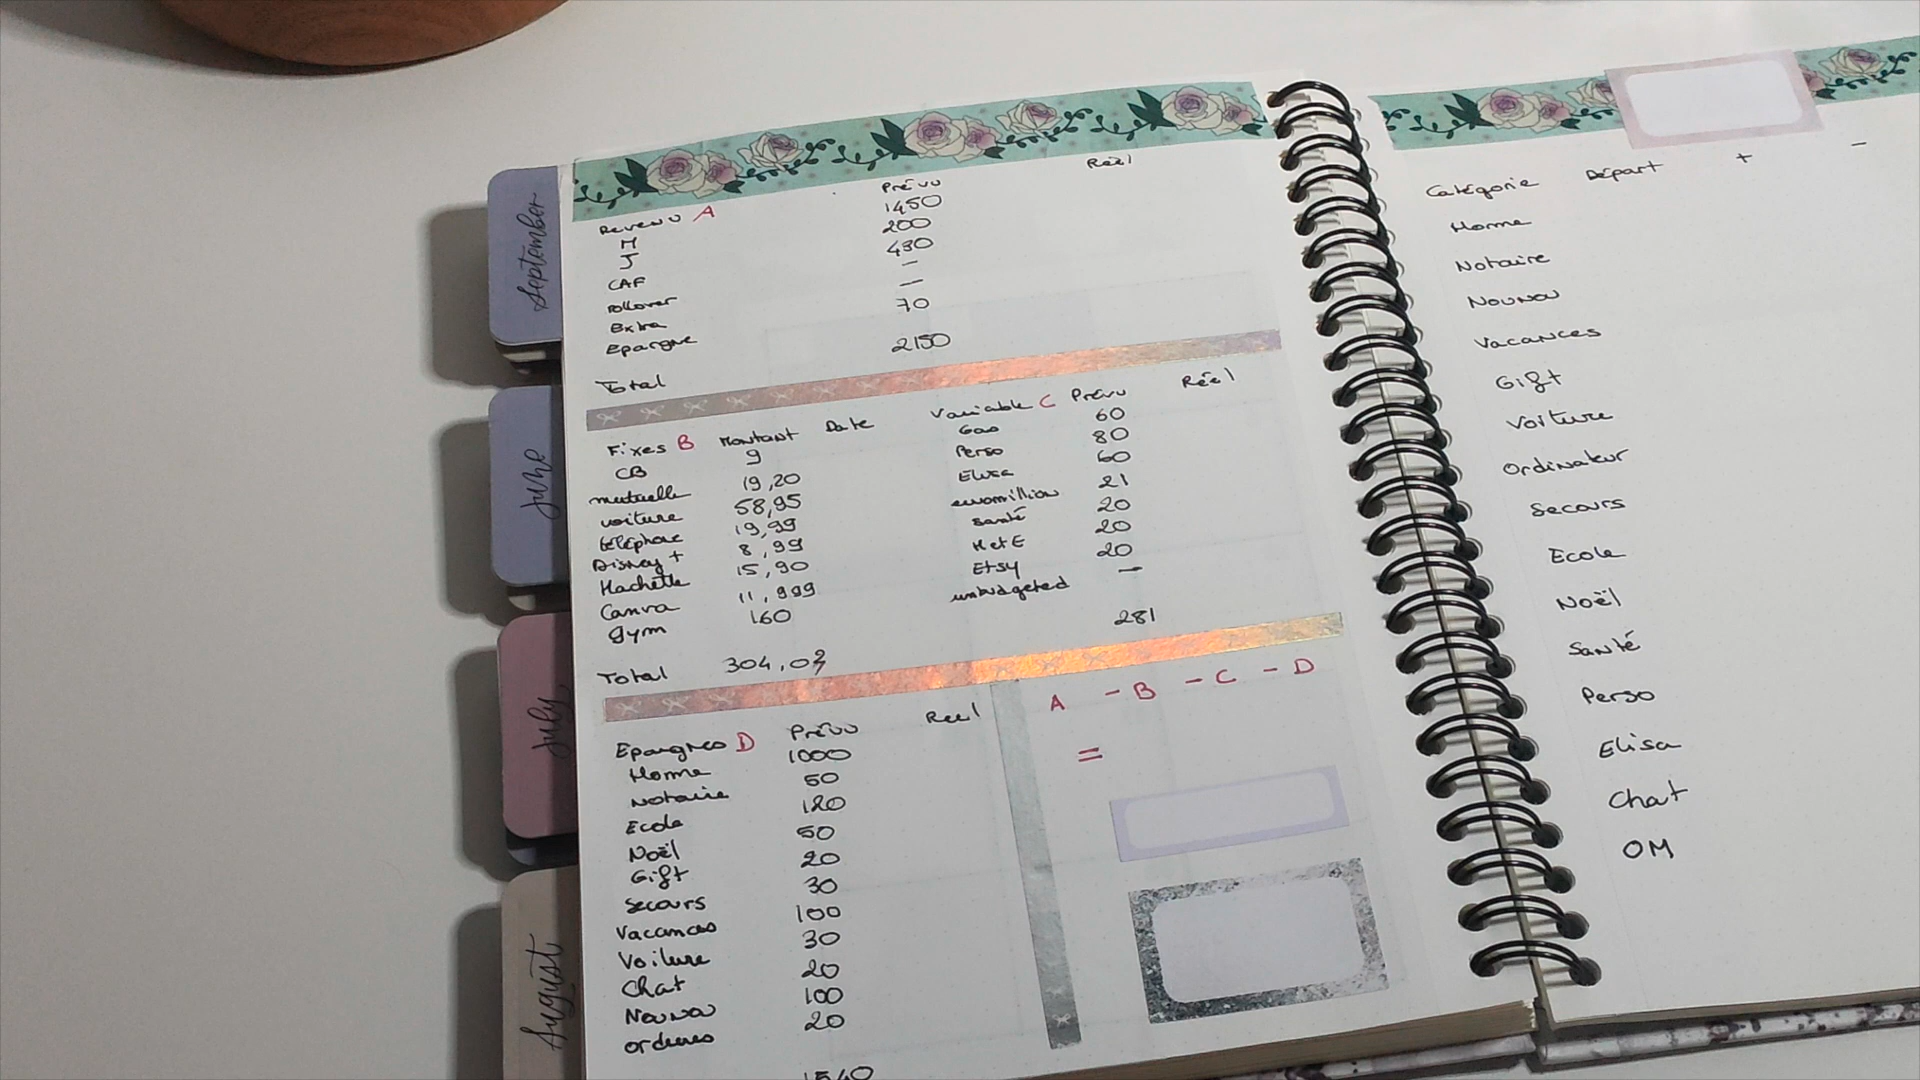 Revenu A Prévu Réel
M 1450
J 200
CAF 430
rollover —
Extra —
Epargne 70
Total 2150
Fixes B Montant Date Variable C Prévu Réel
CB 9 Gas 60
mutuelle 19,20 Perso 80
voiture 58,95 Elisa 60
téléphone 19,99 euromillion 21
Disney + 8,99 Santé 20
Hachette 15,90 M et E 20
Canva 11,999 Etsy 20
gym 160 unbudgeted —
Total 304,02 281
A - B - C - D
=
Epargnes D Prévu Réel
Home 1000
Notaire 50
Ecole 120
Noël 50
Gift 20
Secours 30
Vacances 100
Voiture 30
Chat 20
Nounou 100
20
1540
Catégorie Départ + -
Home
Notaire
Nounou
Vacances
Gift
Voiture
Ordinateur
Secours
Ecole
Noël
Santé
Perso
Elisa
Chat
OM
September
June
July
August